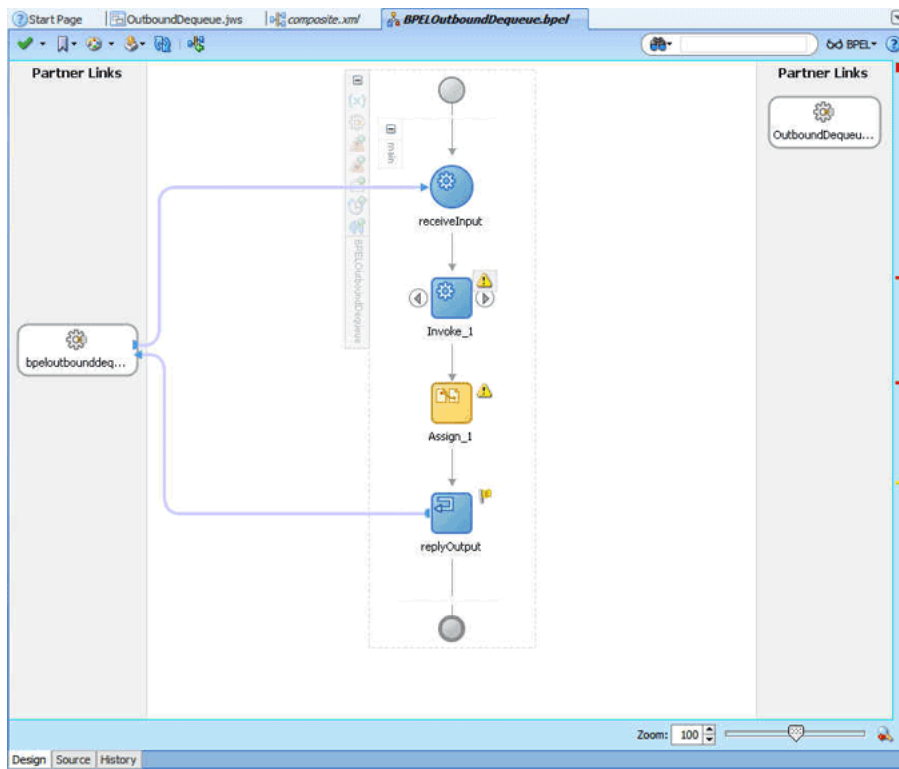 Start Page
OutboundDequeue.jws
composite.xml
BPELOutboundDequeue.bpel
BPEL
Partner Links
Partner Links
main
OutboundDequeu...
receiveInput
BPELOutboundDequeue
Invoke_1
bpeloutbounddeq...
Assign_1
replyOutput
Zoom: 100
Design Source History